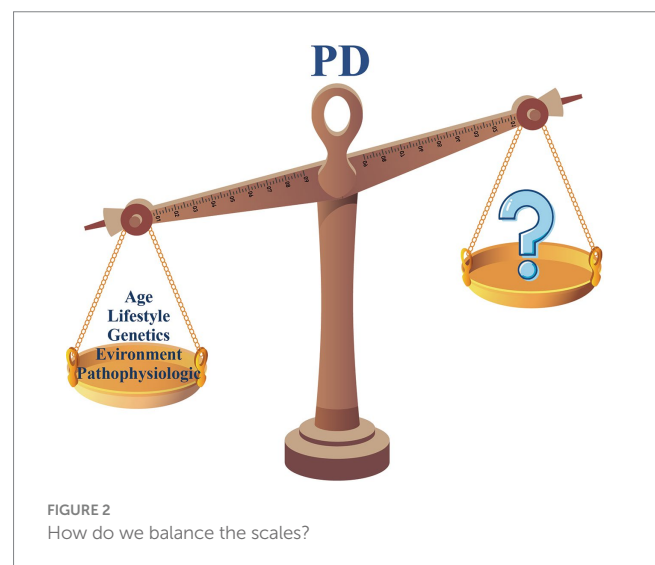 PD
Age
Lifestyle
Genetics
Evironment
Pathophysiologic
?
FIGURE 2
How do we balance the scales?